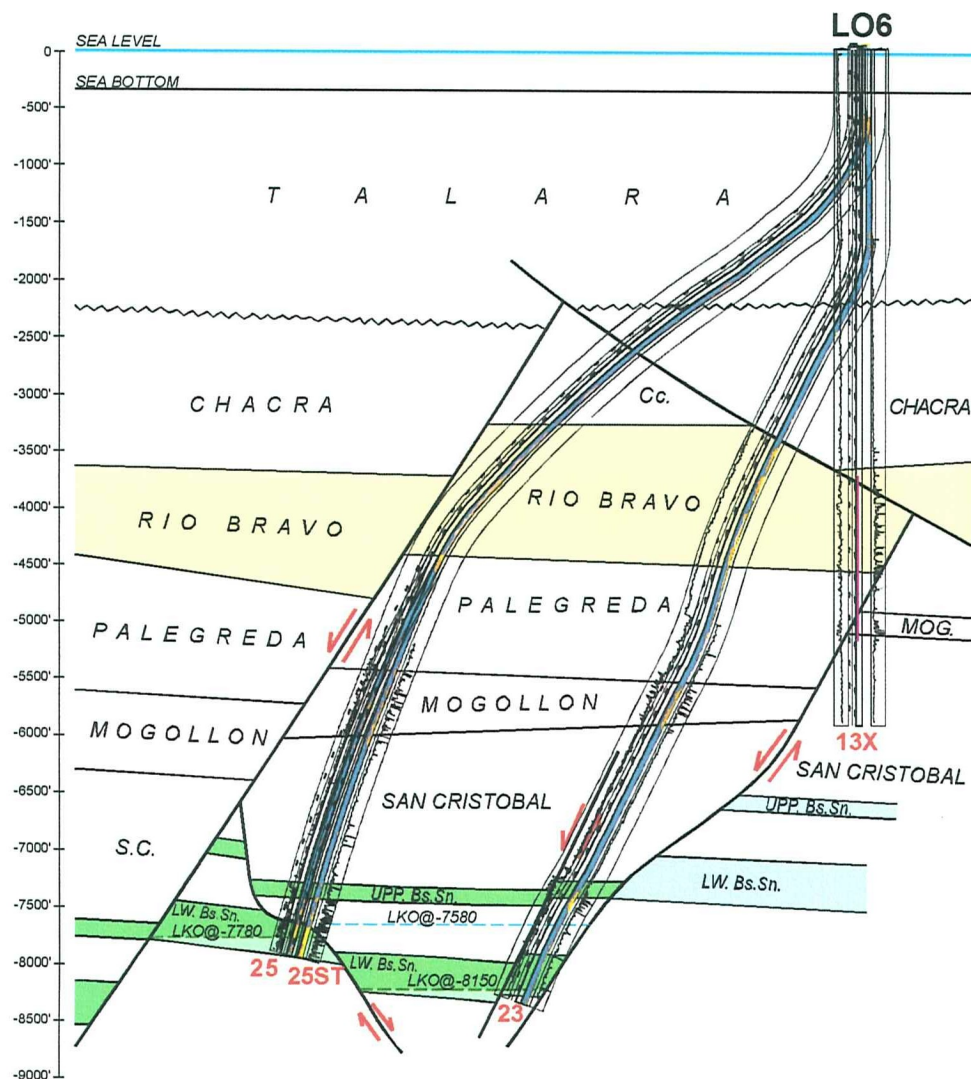 LO6
SEA LEVEL
0
SEA BOTTOM
-500'
-1000'
T A L A R A
-1500'
-2000'
-2500'
-3000'
CHACRA
Cc.
CHACRA
-3500'
-4000'
RIO BRAVO
RIO BRAVO
-4500'
-5000'
PALEGREDA
PALEGREDA
MOG.
-5500'
MOGOLLON
MOGOLLON
-6000'
13X
SAN CRISTOBAL
SAN CRISTOBAL
-6500'
UPP. Bs.Sn.
-7000'
S.C.
LW. Bs.Sn.
UPP. Bs.Sn.
-7500'
LW. Bs.Sn.
LKO@-7580
LKO@-7780
-8000'
25
25ST
LW. Bs.Sn.
LKO@-8150
23
-8500'
-9000'